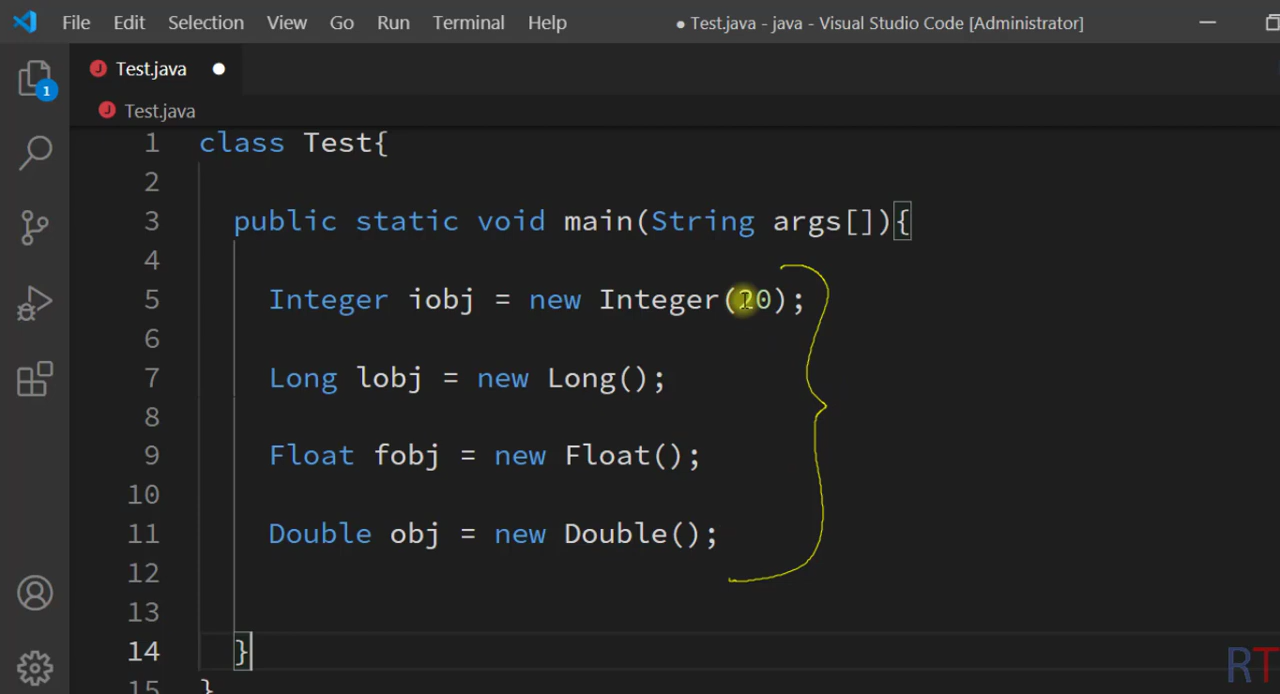 File Edit Selection View Go Run Terminal Help ● Test.java - java - Visual Studio Code [Administrator]
1 J Test.java ●
J Test.java
1 class Test{
2
3 public static void main(String args[]){
4
5 Integer iobj = new Integer(20);
6
7 Long lobj = new Long();
8
9 Float fobj = new Float();
10
11 Double obj = new Double();
12
13
14 }
15 }
RT